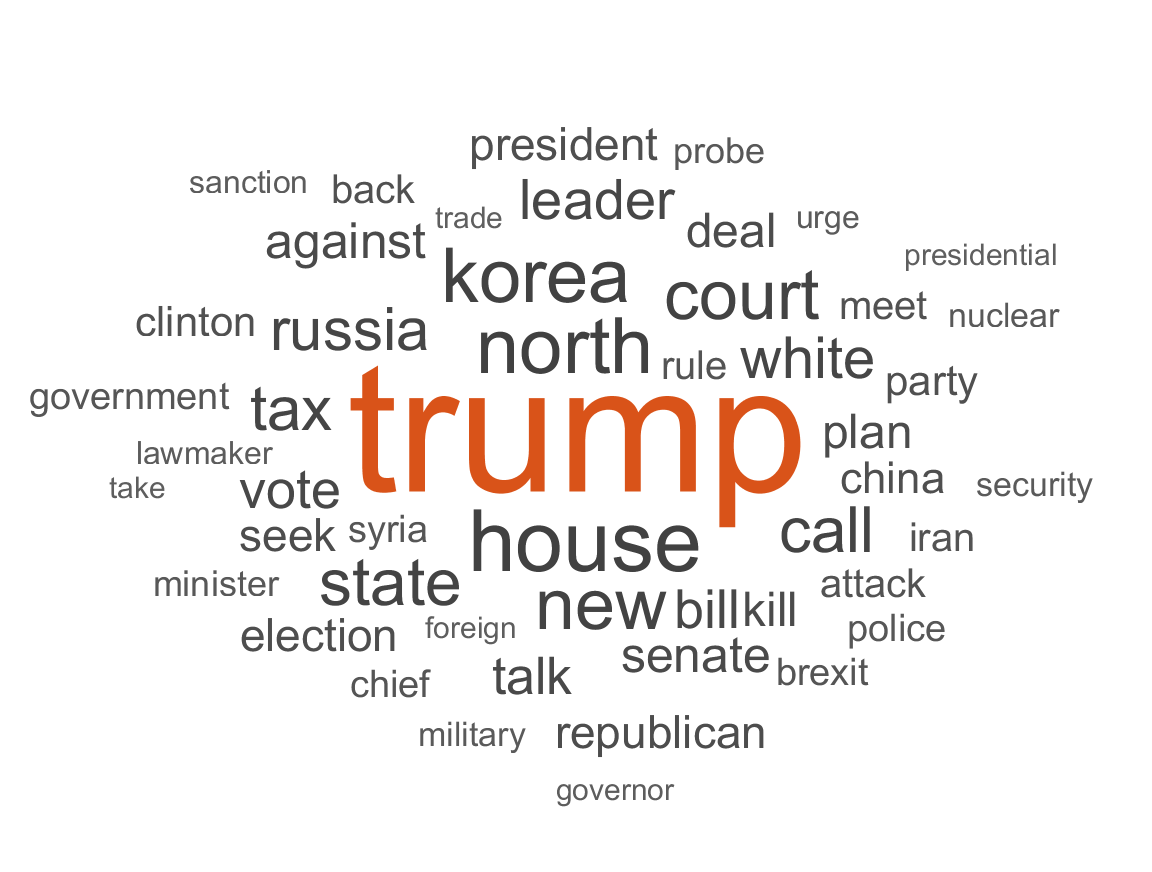 president probe
sanction back leader
trade urge
against deal
korea presidential
court meet nuclear
clinton russia
north rule white party
government tax trump
plan
lawmaker china security
take vote
seek syria house call iran
minister state attack
new bill kill police
election foreign senate brexit
chief talk
military republican
governor